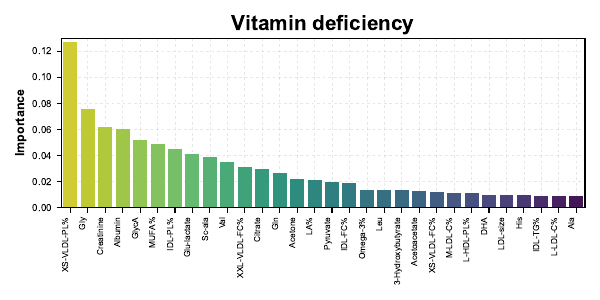 Vitamin deficiency
Importance
0.12
0.10
0.08
0.06
0.04
0.02
0.00
XS-VLDL-PL%
Gly
Creatinine
Albumin
GlycA
MUFA%
IDL-PL%
Glu-lactate
Sc-ala
Val
XXL-VLDL-FC%
Citrate
Gln
Acetone
LA%
Pyruvate
IDL-FC%
Omega-3%
Leu
3-Hydroxybutyrate
Acetoacetate
XS-VLDL-FC%
M-LDL-C%
L-HDL-PL%
DHA
LDL-size
His
IDL-TG%
L-LDL-C%
Ala